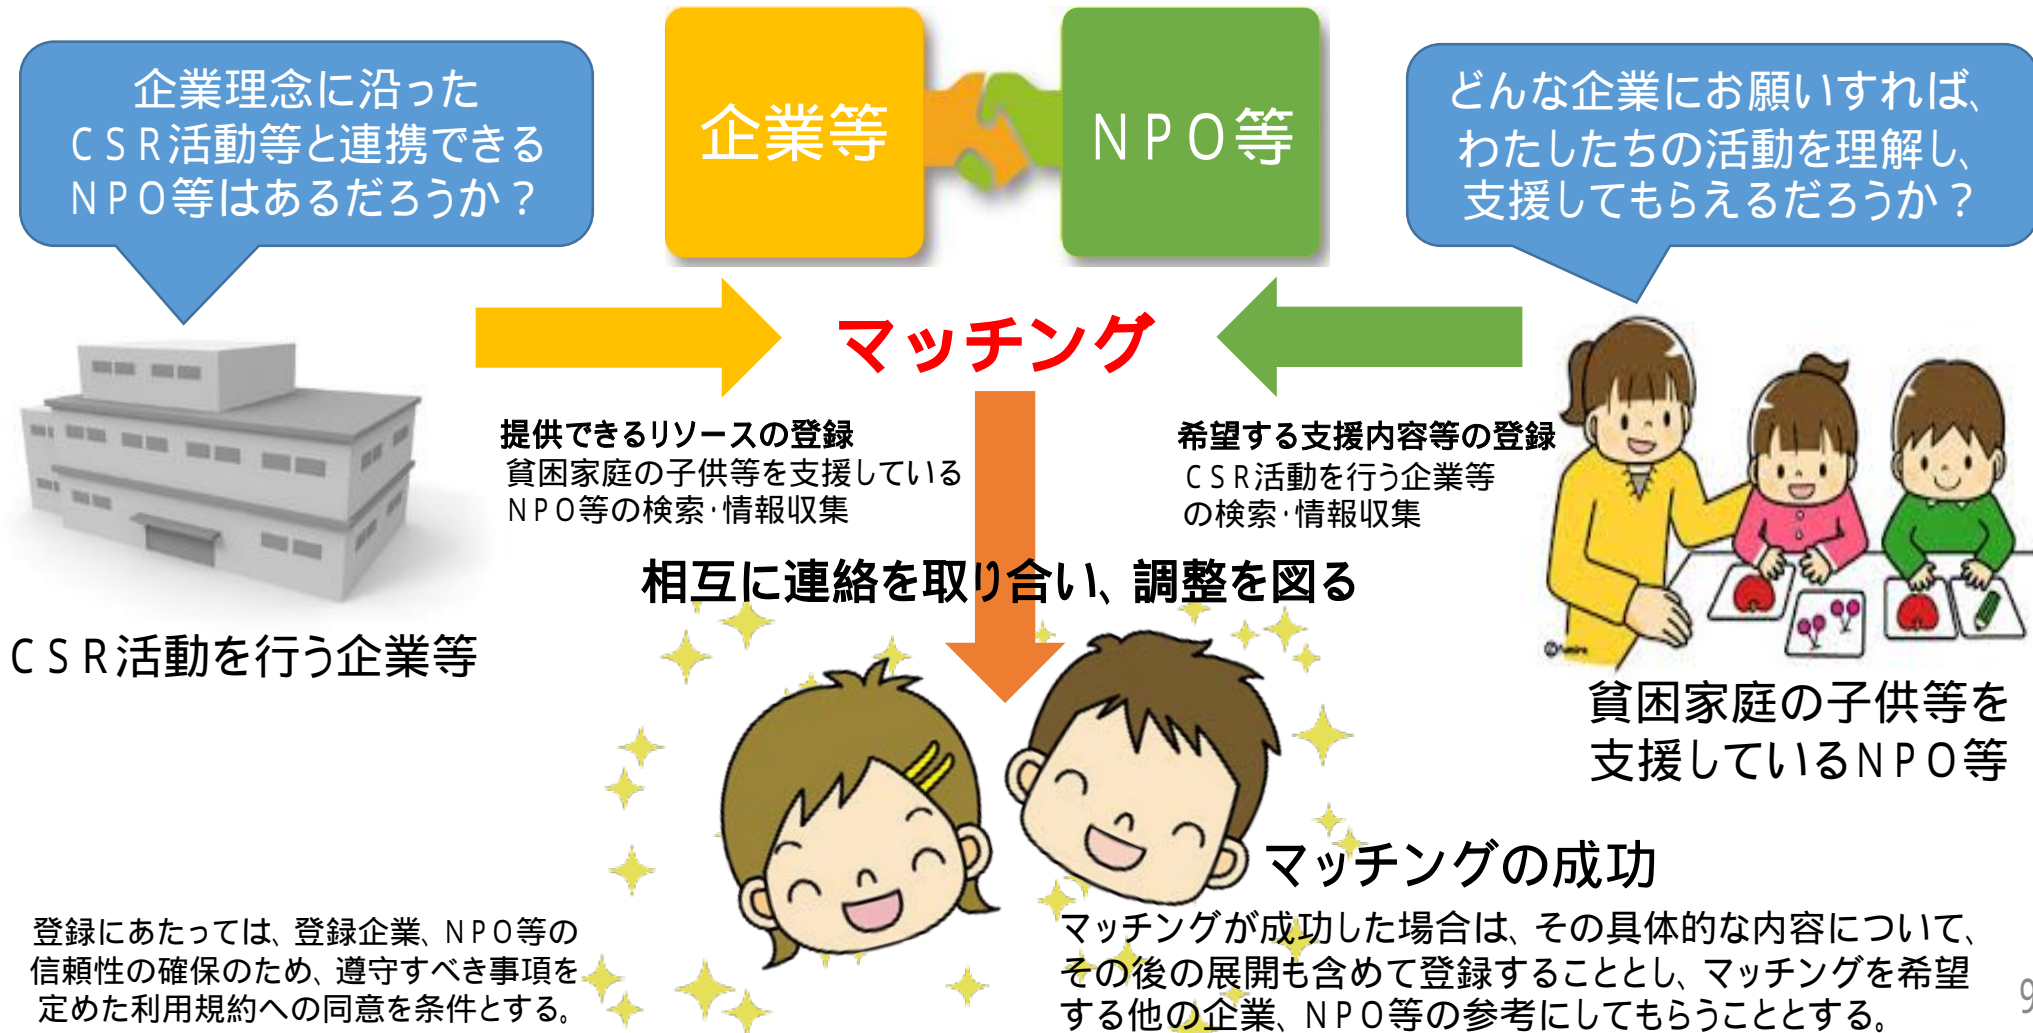 企業理念に沿った
CSR活動等と連携できる
NPO等はあるだろうか?
企業等
NPO等
どんな企業にお願いすれば、
わたしたちの活動を理解し、
支援してもらえるだろうか?
マッチング
提供できるリソースの登録
貧困家庭の子供等を支援している
NPO等の検索・情報収集
希望する支援内容等の登録
CSR活動を行う企業等
の検索・情報収集
相互に連絡を取り合い、調整を図る
CSR活動を行う企業等
貧困家庭の子供等を
支援しているNPO等
マッチングの成功
登録にあたっては、登録企業、NPO等の
信頼性の確保のため、遵守すべき事項を
定めた利用規約への同意を条件とする。
マッチングが成功した場合は、その具体的な内容について、
その後の展開も含めて登録することとし、マッチングを希望
する他の企業、NPO等の参考にしてもらうこととする。
9